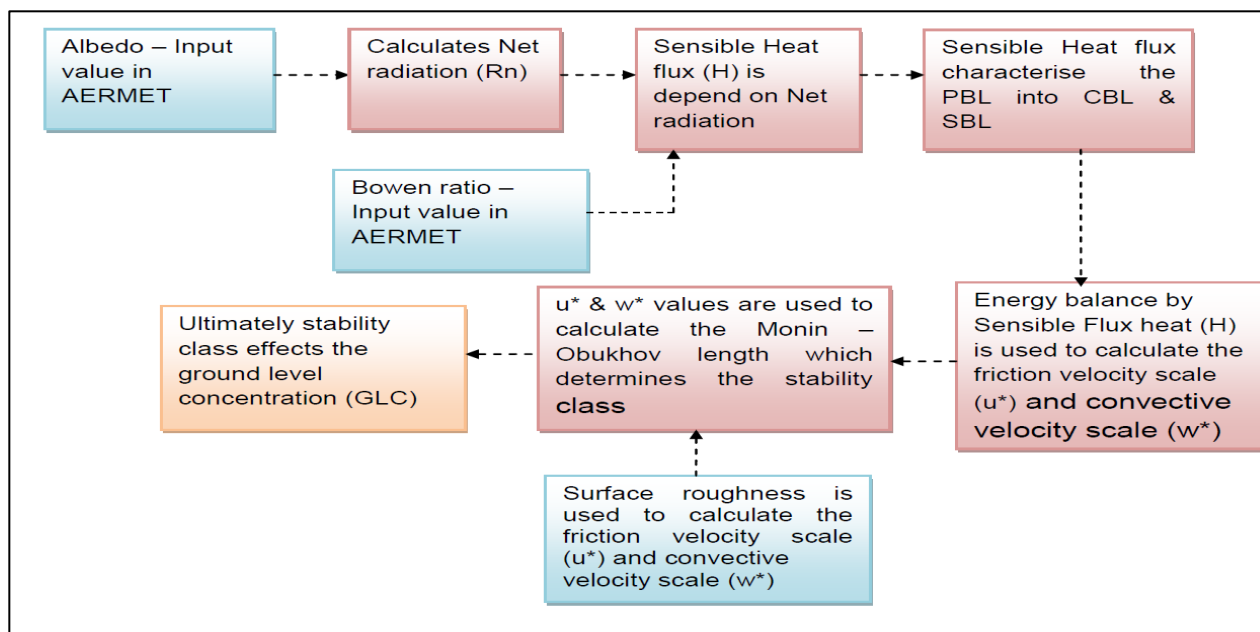 Albedo – Input
value in
AERMET
Calculates Net
radiation (Rn)
Sensible Heat
flux (H) is
depend on Net
radiation
Sensible Heat flux
characterise the
PBL into CBL &
SBL
Bowen ratio –
Input value in
AERMET
Energy balance by
Sensible Flux heat (H)
is used to calculate the
friction velocity scale
(u*) and convective
velocity scale (w*)
u* & w* values are used to
calculate the Monin –
Obukhov length which
determines the stability
class
Ultimately stability
class effects the
ground level
concentration (GLC)
Surface roughness is
used to calculate the
friction velocity scale
(u*) and convective
velocity scale (w*)